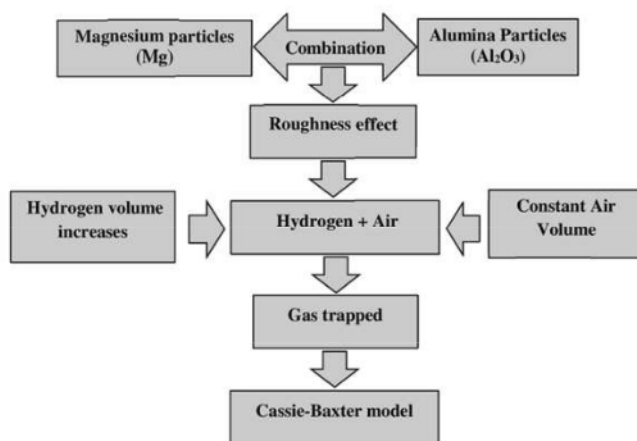 Magnesium particles
(Mg)
Combination
Alumina Particles
(Al₂O₃)
Roughness effect
Hydrogen volume
increases
Hydrogen + Air
Constant Air
Volume
Gas trapped
Cassie-Baxter model